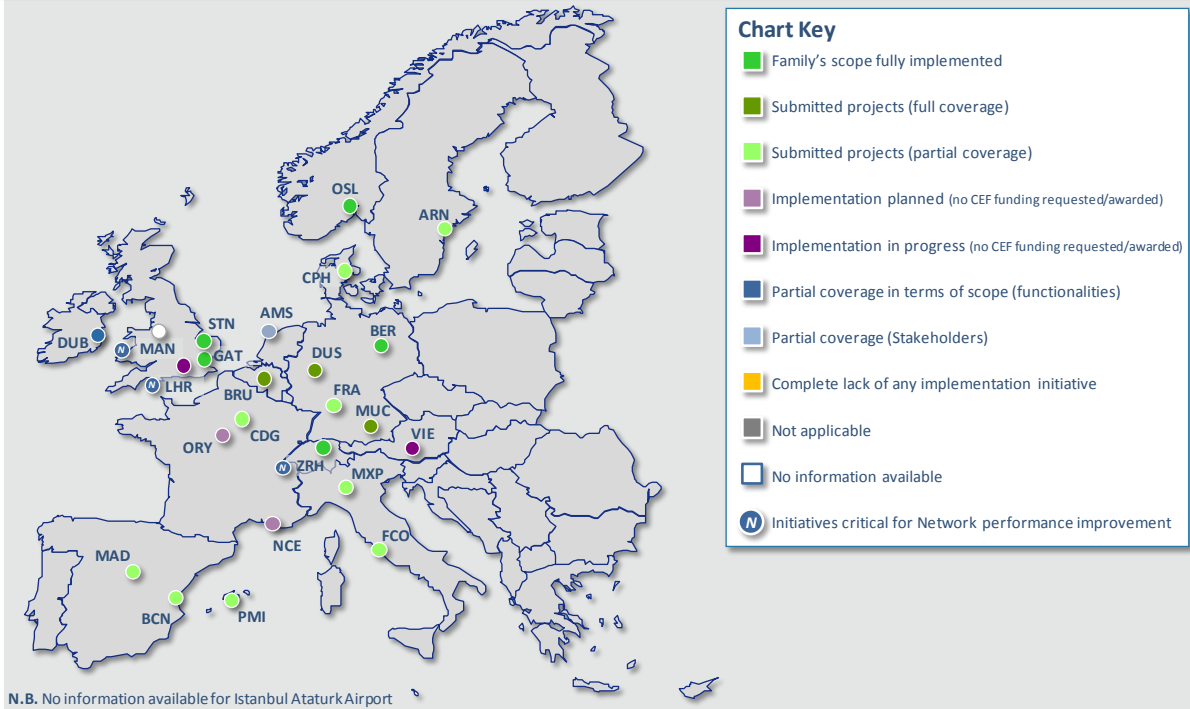 Chart Key
Family's scope fully implemented
Submitted projects (full coverage)
Submitted projects (partial coverage)
Implementation planned (no CEF funding requested/awarded)
Implementation in progress (no CEF funding requested/awarded)
Partial coverage in terms of scope (functionalities)
Partial coverage (Stakeholders)
Complete lack of any implementation initiative
Not applicable
No information available
N Initiatives critical for Network performance improvement
OSL
ARN
CPH
AMS
STN
BER
DUB
N
MAN
GAT
DUS
N
LHR
BRU
FRA
MUC
ORY
CDG
VIE
N
ZRH
MXP
NCE
FCO
MAD
BCN
PMI
N.B. No information available for Istanbul Ataturk Airport